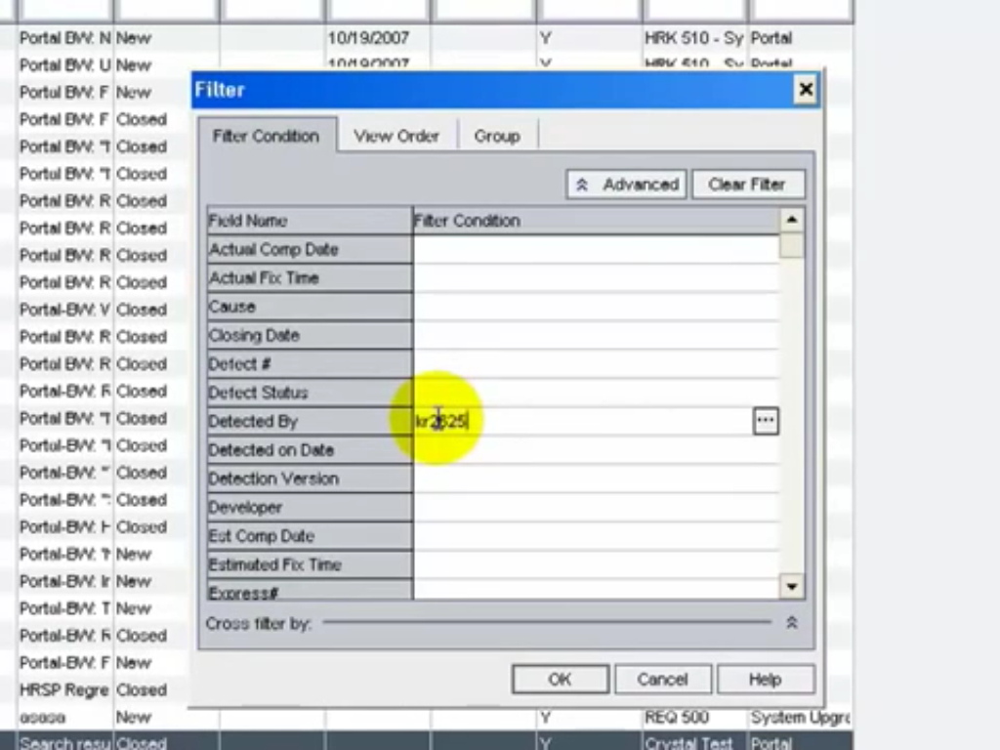 Portal BW: N New 10/19/2007 Y HRK 510 - Sy Portal
Portal BW: U New 10/19/2007 Y HRK 510 - Sy Portal
Portal BW: F New
Portal BW: F Closed
Portal BW: "T Closed
Portal BW: "T Closed
Portal BW: R Closed
Portal BW: R Closed
Portal BW: R Closed
Portal BW: R Closed
Portal-BW: V Closed
Portal BW: R Closed
Portal BW: R Closed
Portal-BW: R Closed
Portal BW: "T Closed
Portal-BW: "I Closed
Portal-BW: "' Closed
Portal-BW: Closed
Portal-BW: H Closed
Portal-BW: New
Portal-BW: Ir New
Portal-BW: T New
Portal-BW: R Closed
Portal-BW: F New
HRSP Regre Closed
asasa New Y REQ 500 System Upgra
Search resu Closed Y Crystal Test Portal
Filter
Filter Condition View Order Group
Advanced Clear Filter
Field Name Filter Condition
Actual Comp Date
Actual Fix Time
Cause
Closing Date
Defect #
Defect Status
Detected By kr2625 ...
Detected on Date
Detection Version
Developer
Est Comp Date
Estimated Fix Time
Express#
Cross filter by:
OK Cancel Help